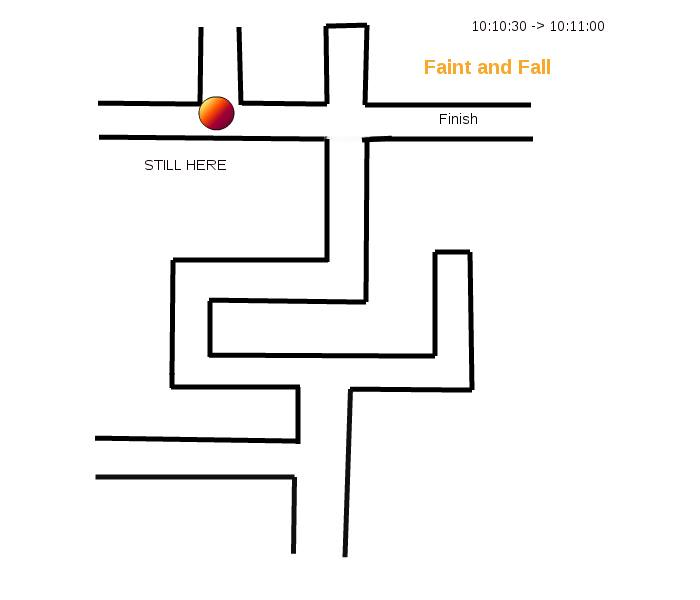 10:10:30 -> 10:11:00
Faint and Fall
Finish
STILL HERE